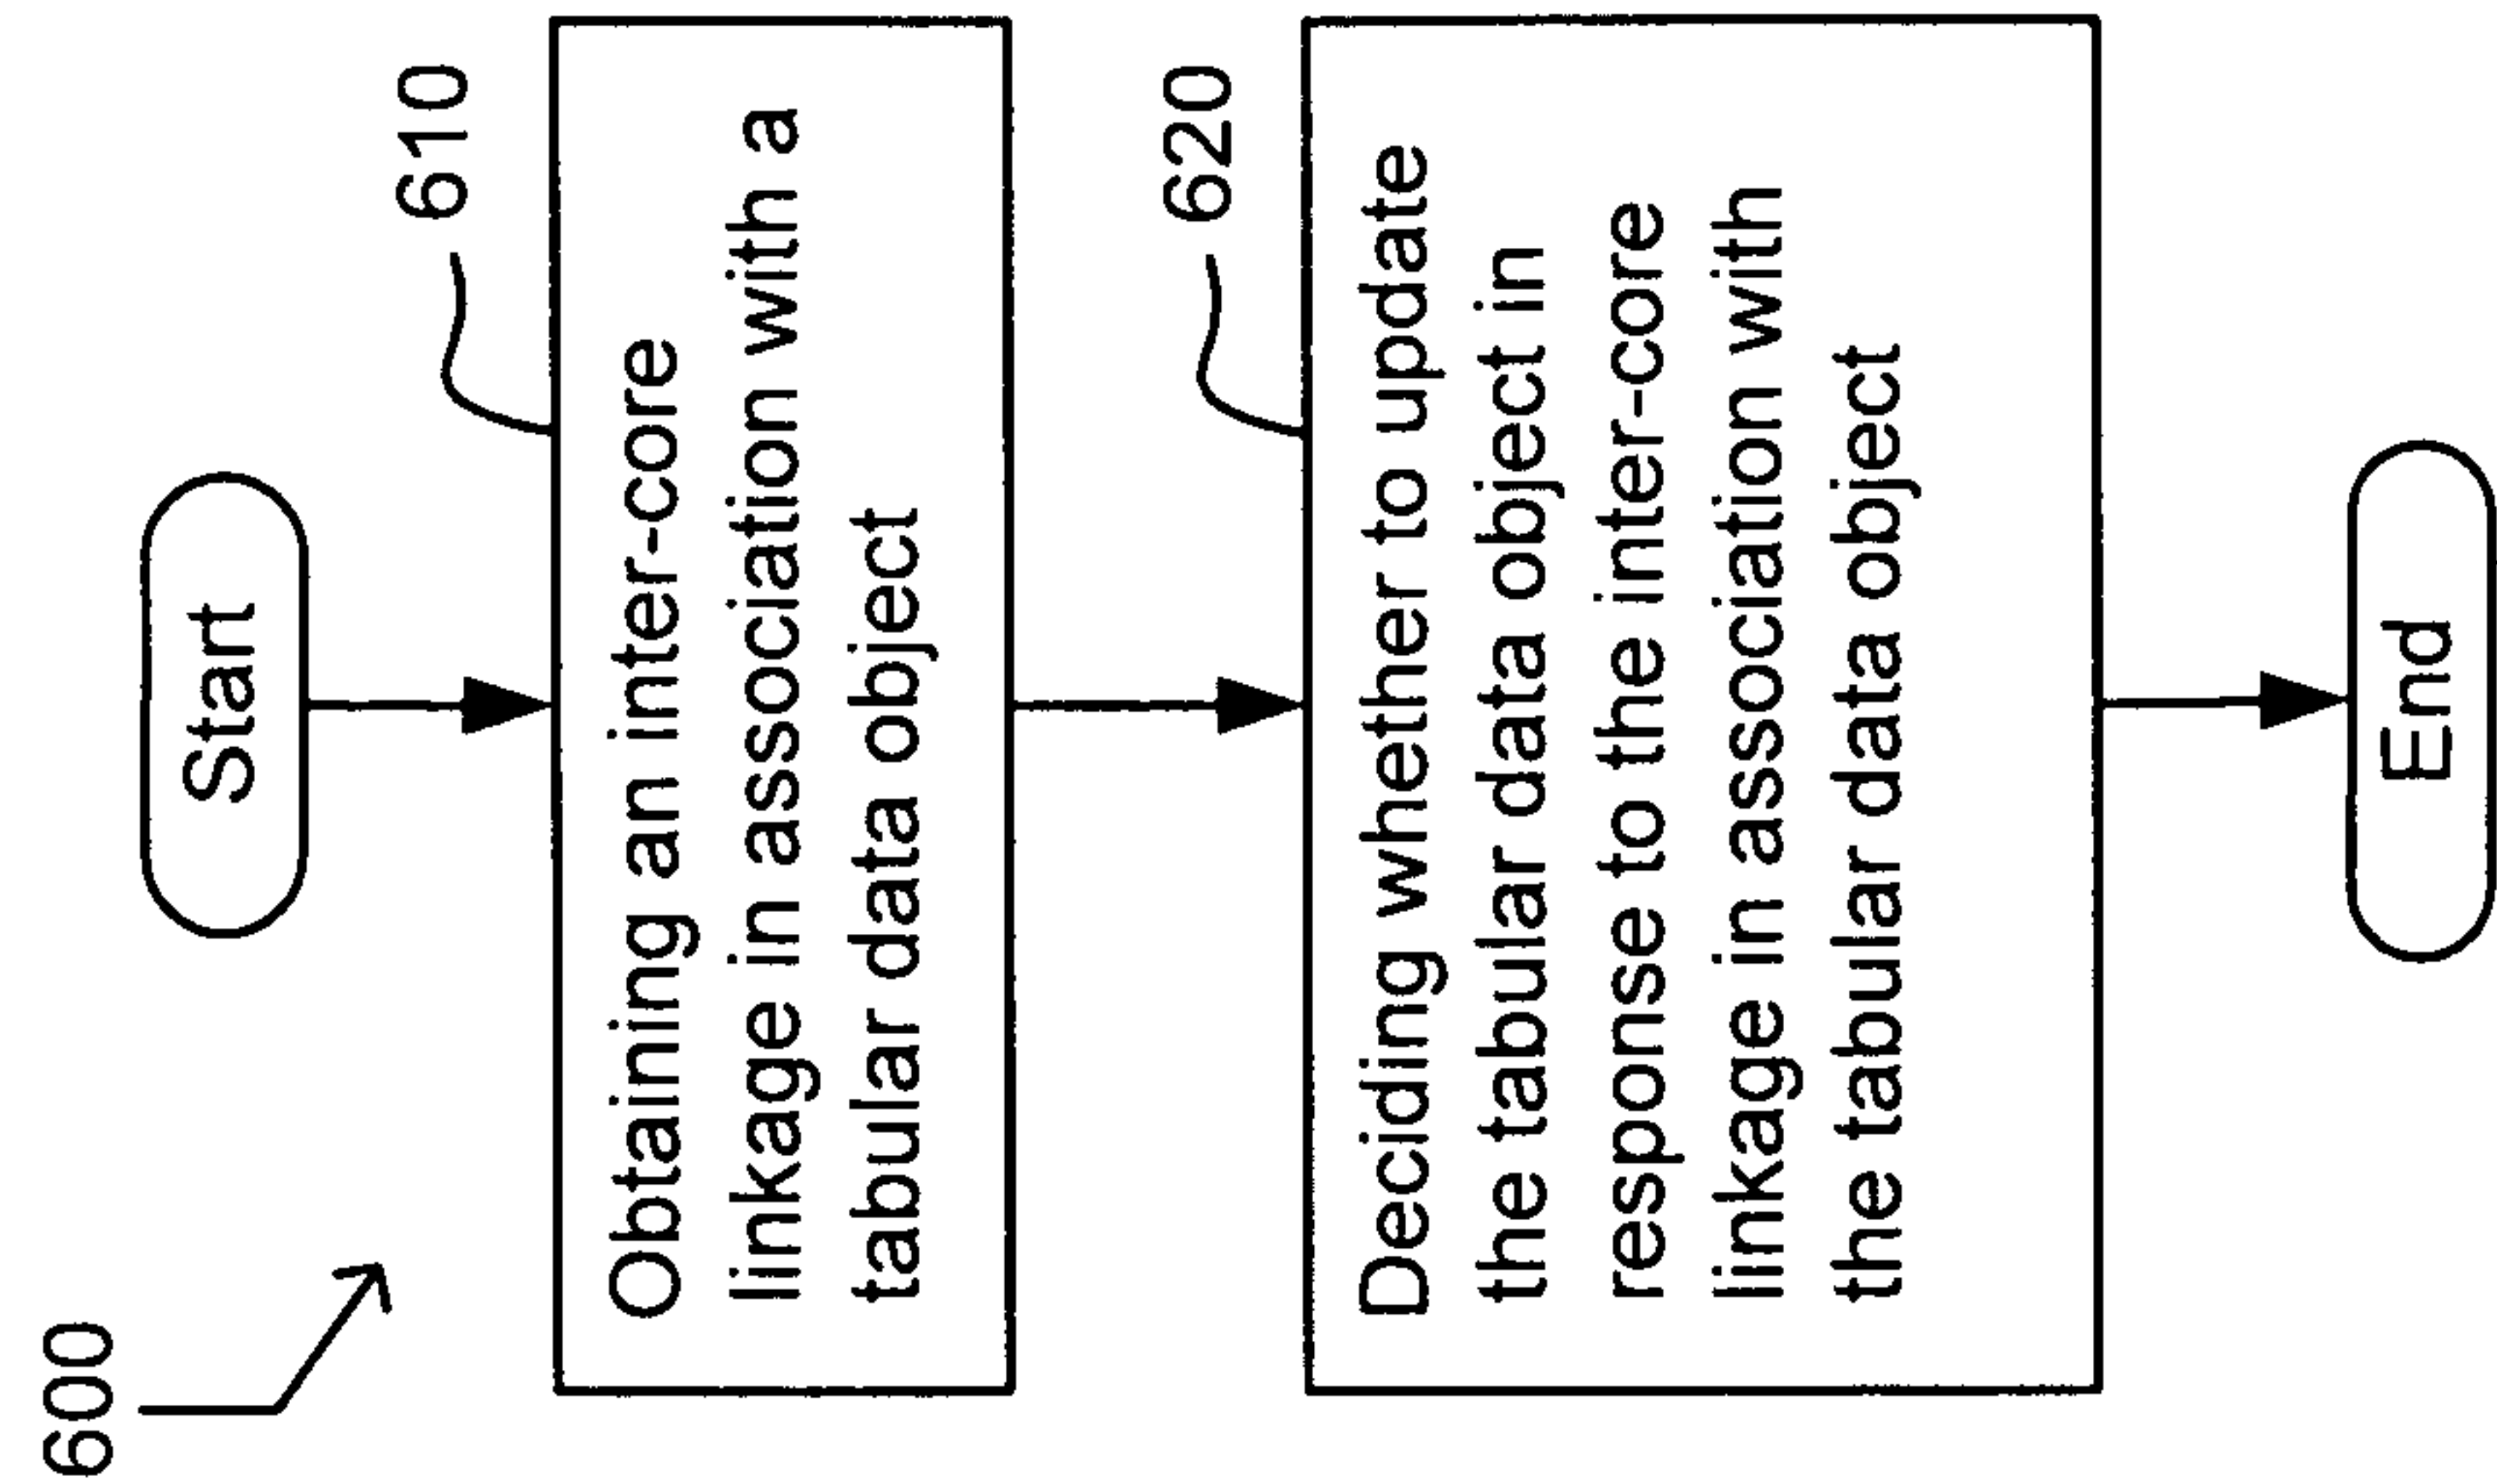 600
Start
610
Obtaining an inter-core
linkage in association with a
tabular data object
620
Deciding whether to update
the tabular data object in
response to the inter-core
linkage in association with
the tabular data object
End